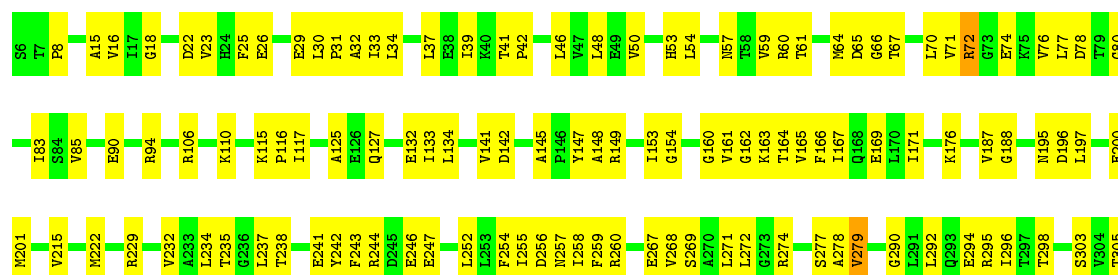 S6 T7 P8 A15 V16 I17 G18 D22 V23 H24 F25 E26 E29 L30 P31 A32 I33 L34 L37 E38 I39 K40 T41 P42 L46 V47 L48 E49 V50 H53 L54 N57 T58 V59 R60 T61 M64 D65 G66 T67 L70 V71 R72 G73 E74 K75 V76 L77 D78 T79
I83 S84 V85 E90 R94 R106 K110 K115 P116 I117 A125 E126 Q127 E132 I133 L134 V141 D142 A145 P146 Y147 A148 R149 I153 G154 G160 V161 G162 K163 T164 V165 F166 I167 Q168 E169 L170 I171 K176 V187 G188 N195 D196 L197
M201 V215 M222 R229 V232 A233 L234 T235 G236 L237 T238 E241 Y242 F243 R244 D245 E246 E247 L252 L253 F254 I255 D256 N257 I258 F259 R260 E267 V268 S269 A270 L271 L272 G273 R274 S277 A278 V279 G290 L291 L292 Q293 E294 R295 I296 T297 T298 S303 V304